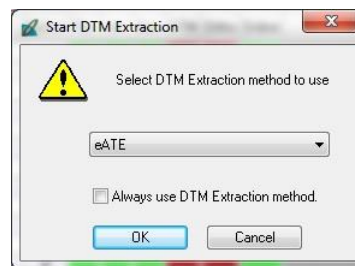 Start DTM Extraction
Select DTM Extraction method to use
eATE
Always use DTM Extraction method.
OK
Cancel